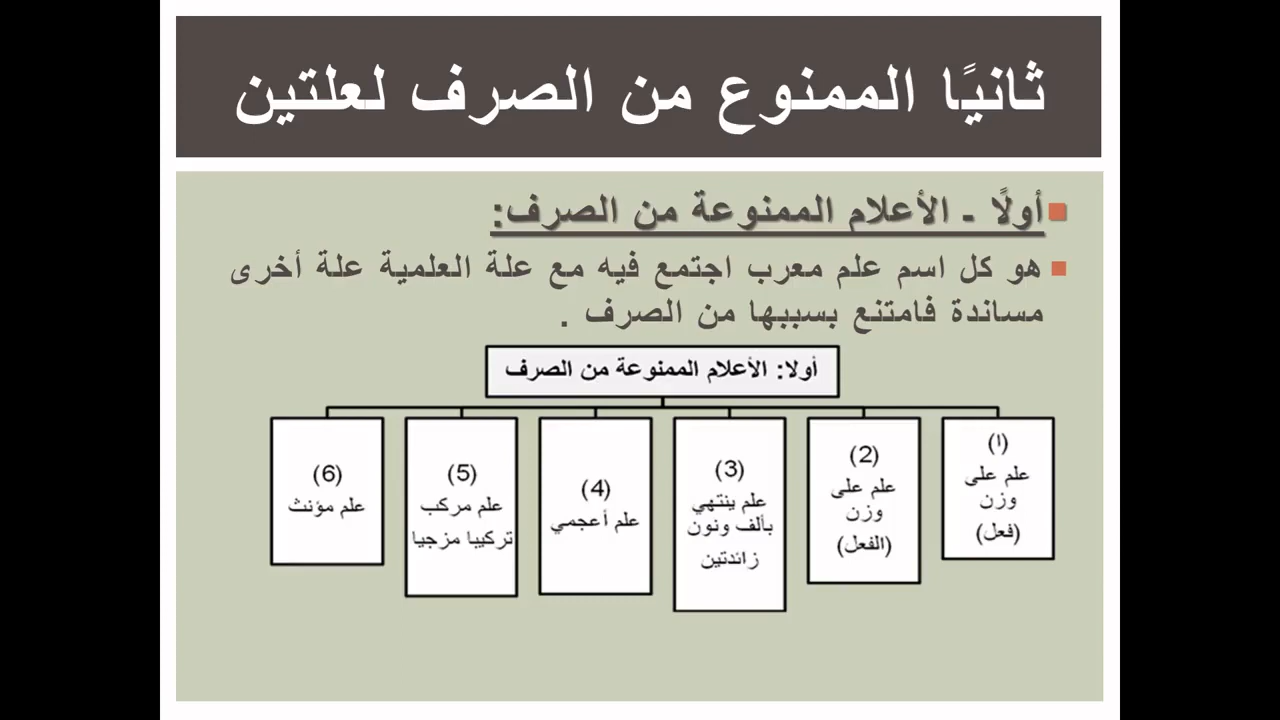 ثانيًا الممنوع من الصرف لعلتين
أولًا - الأعلام الممنوعة من الصرف:
هو كل اسم علم معرب اجتمع فيه مع علة العلمية علة أخرى
مساندة فامتنع بسببها من الصرف .
أولا: الأعلام الممنوعة من الصرف
(١)
علم على
وزن
(فعل)
(2)
علم على
وزن
(الفعل)
(3)
علم ينتهي
بألف ونون
زائدتين
(4)
علم أعجمي
(5)
علم مركب
تركيبا مزجيا
(6)
علم مؤنث